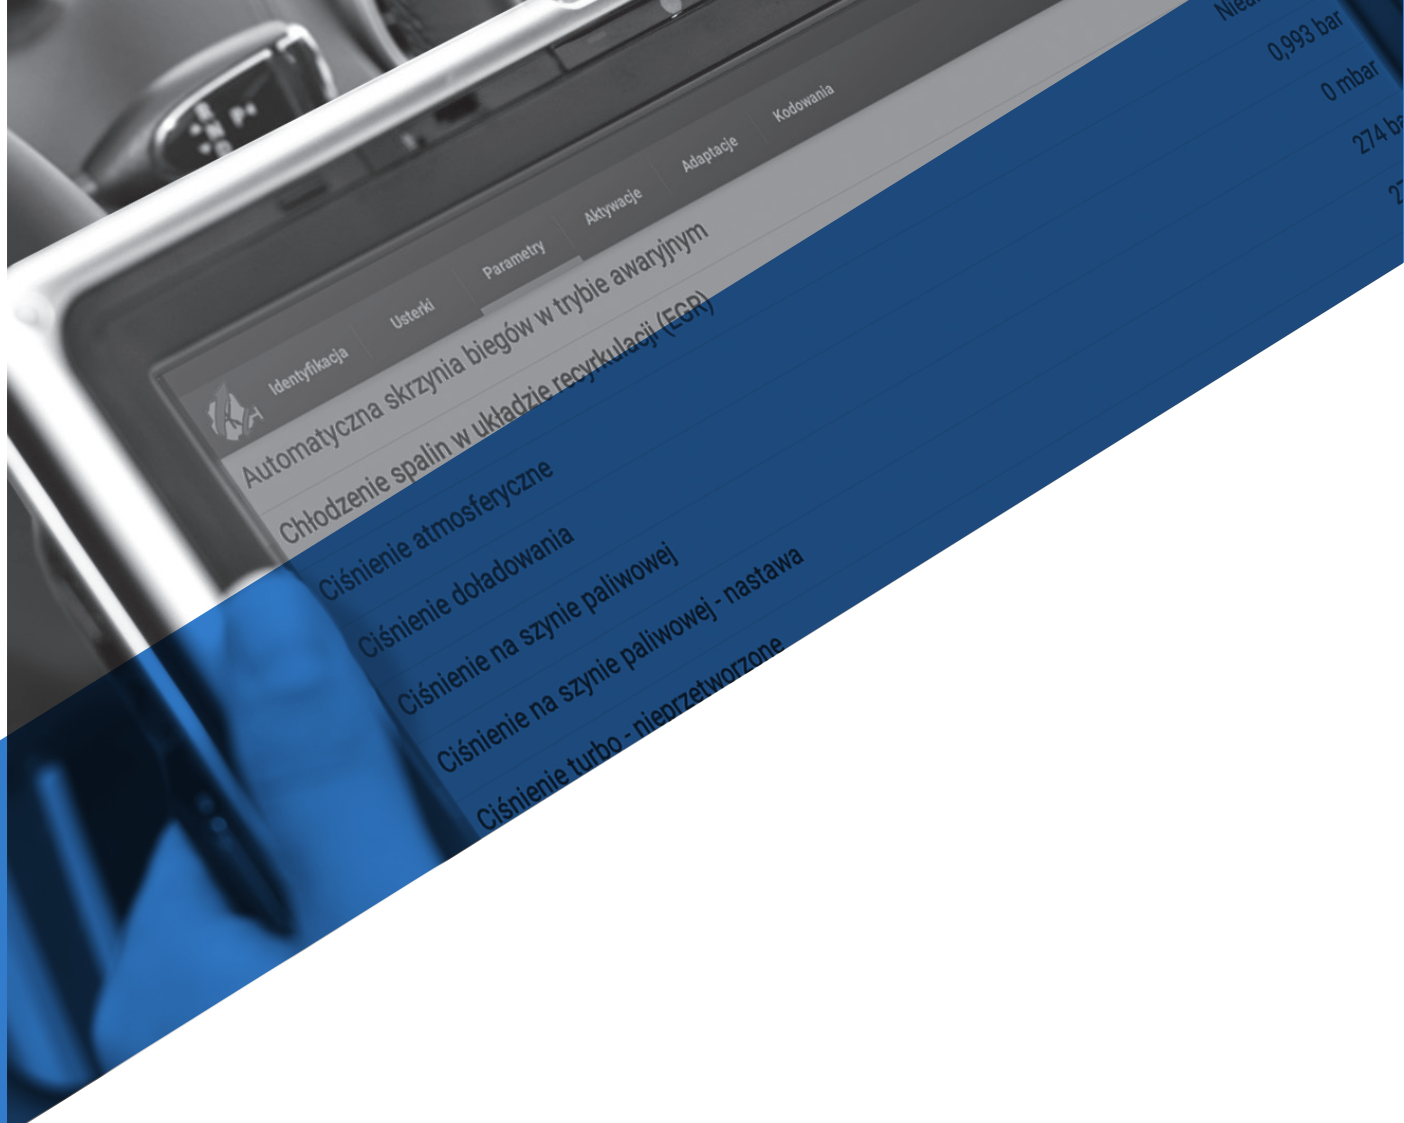 Identyfikacja
Usterki
Parametry
Aktywacje
Adaptacje
Kodowania
Automatyczna skrzynia biegów w trybie awaryjnym
Chłodzenie spalin w układzie recyrkulacji (EGR)
Ciśnienie atmosferyczne 0,993 bar
Ciśnienie doładowania 0 mbar
Ciśnienie na szynie paliwowej 274
Ciśnienie na szynie paliwowej - nastawa
Ciśnienie turbo - nieprzetworzone